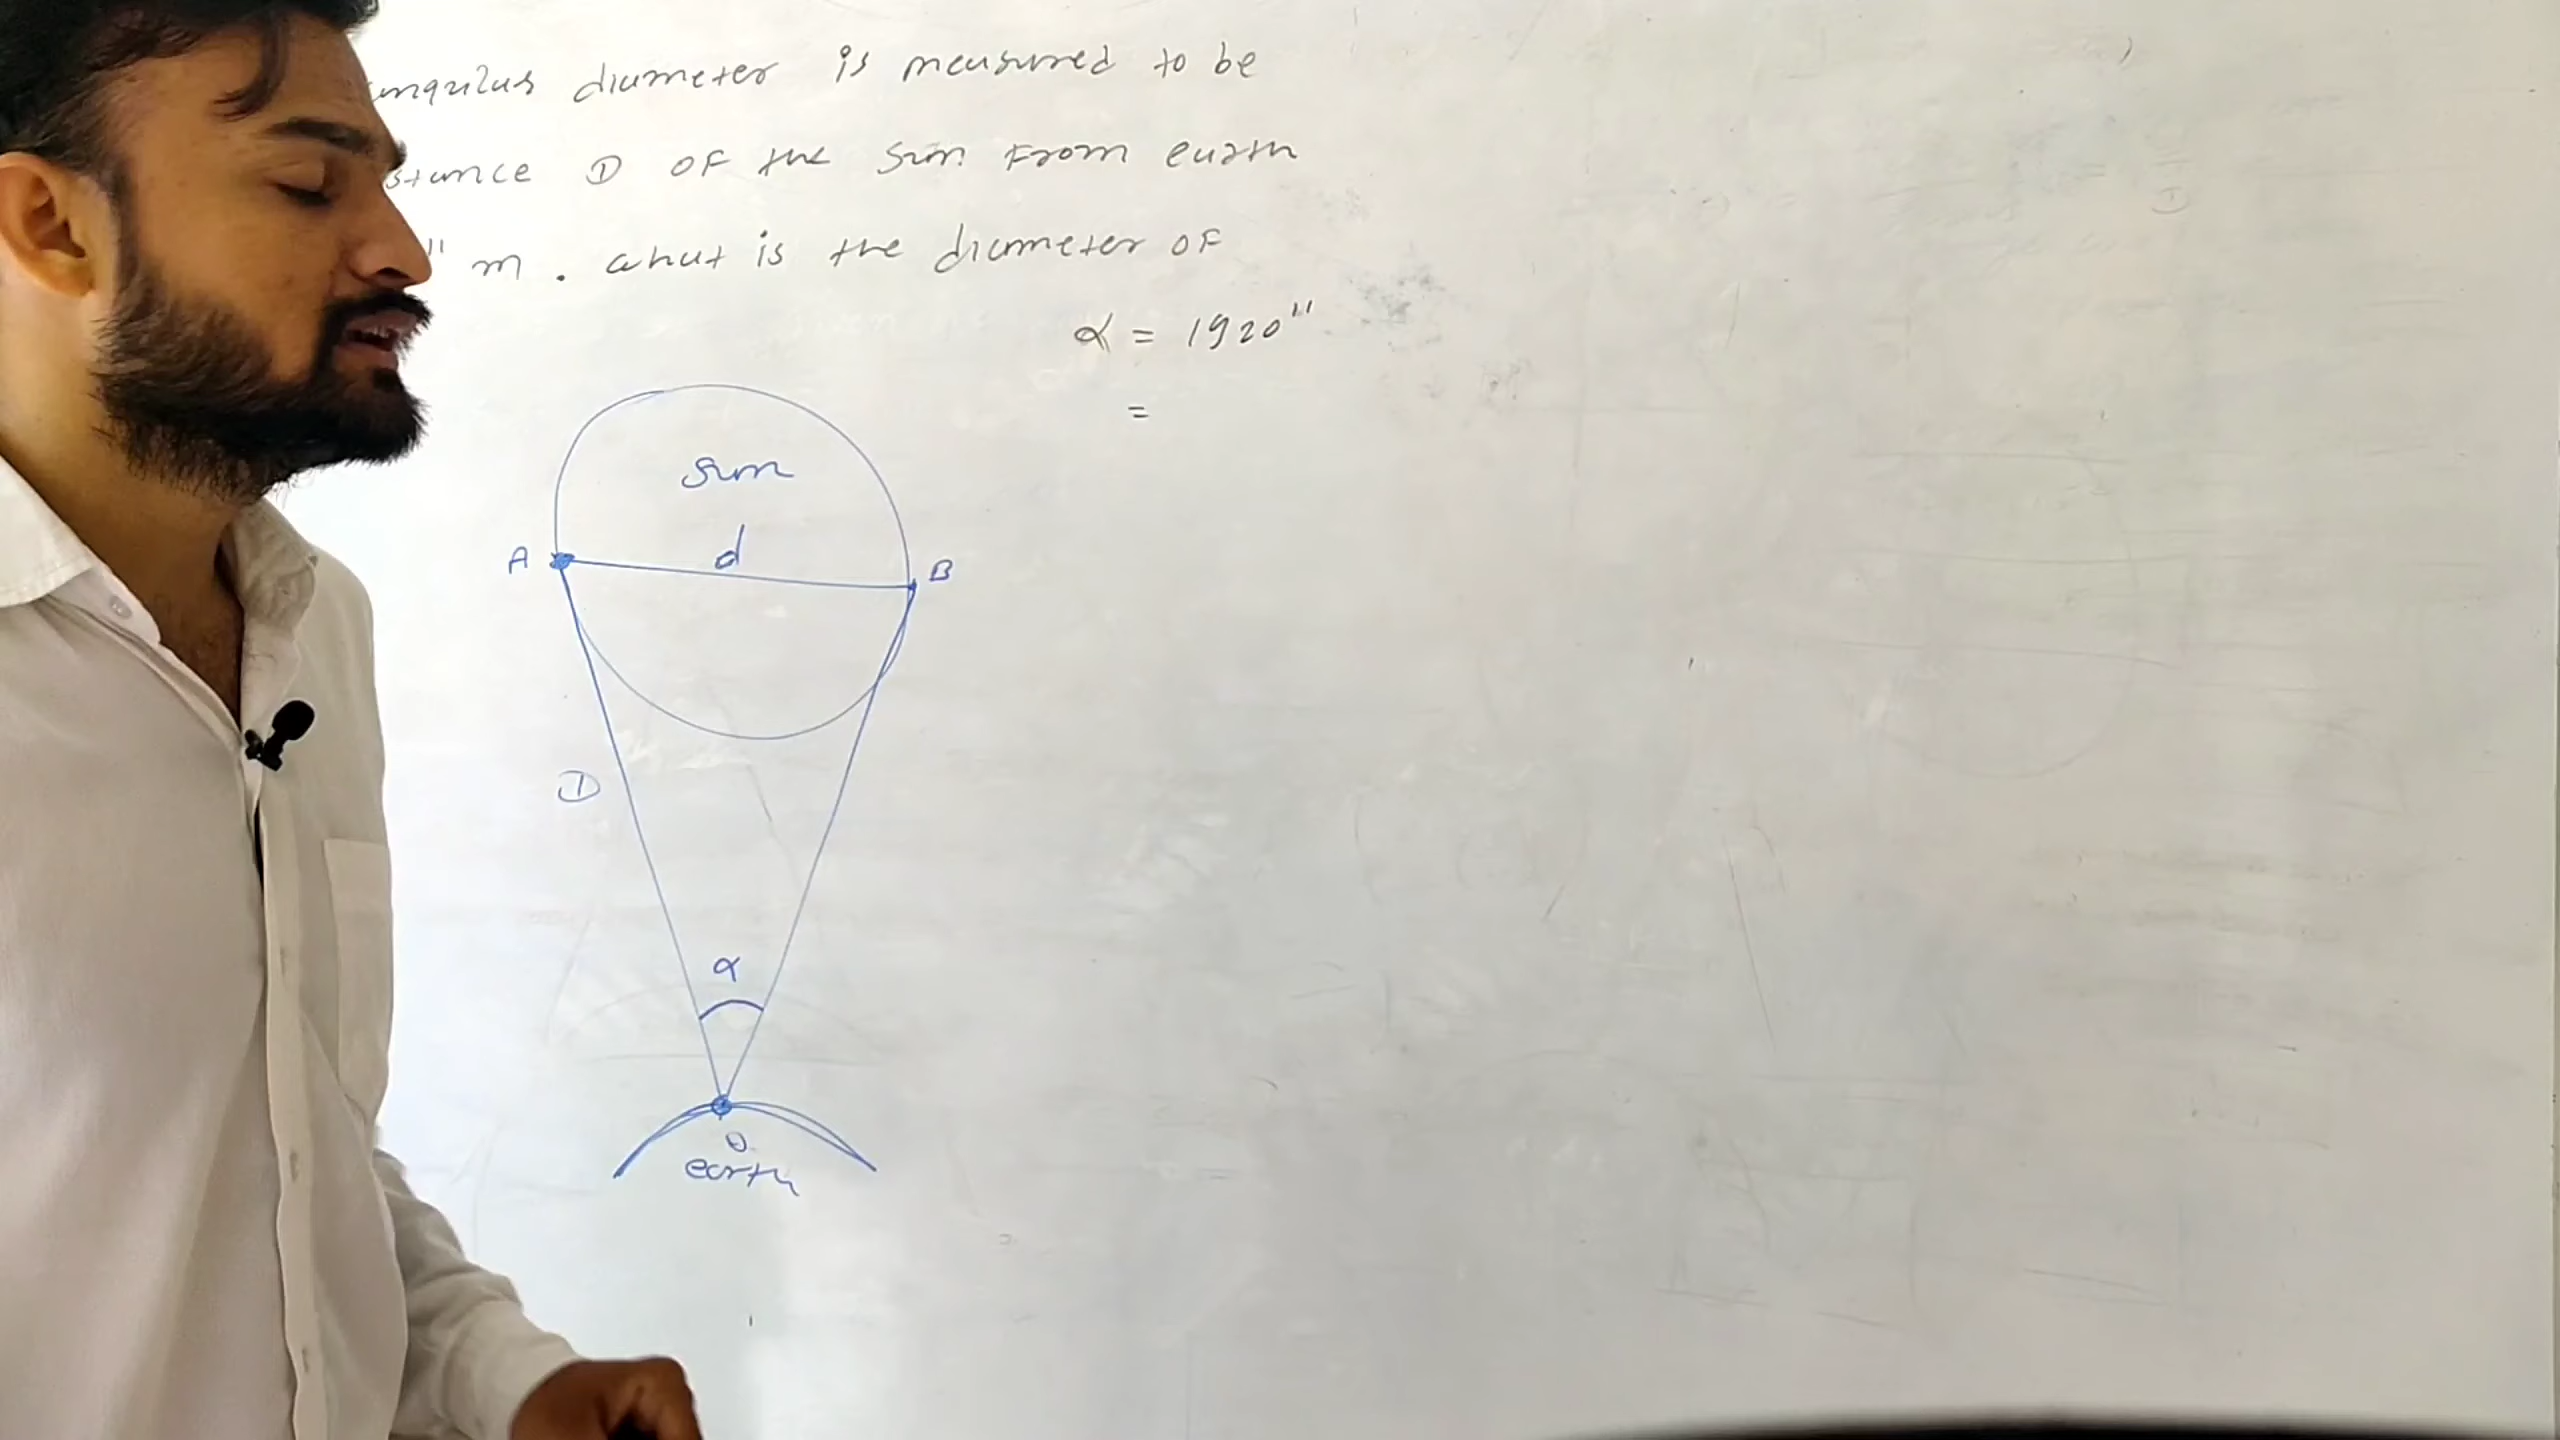 angular diameter is measured to be
stance D OF the sun From earth
11 m. what is the diameter OF
α = 1920"
=
sun
d
A
B
D
α
O
earth